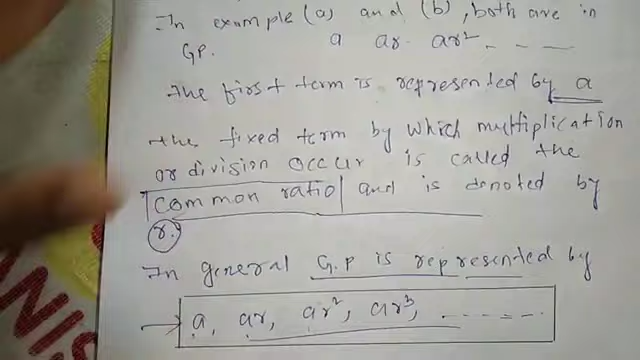 In example (a) and (b), both are in
GP. a ar ar² - - - -
The first term is represented by a
The fixed term by which multiplication
or division occur is called the
common ratio and is denoted by
r.
In general G.P is represented by
→ a, ar, ar², ar³, - - - - - -